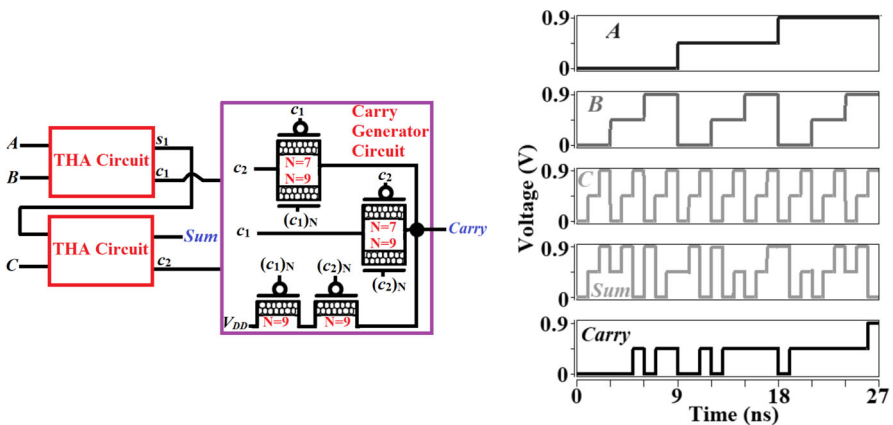 A
B
THA Circuit
s1
c1
C
THA Circuit
Sum
c2
c1
Carry
Generator
Circuit
c2
N=7
N=9
(c1)N
c2
c1
N=7
N=9
(c2)N
Carry
(c1)N
(c2)N
VDD
N=9
N=9
Voltage (V)
0.9
A
0
0.9
B
0
0.9
C
0
0.9
Sum
0
0.9
Carry
0
0 9 18 27
Time (ns)